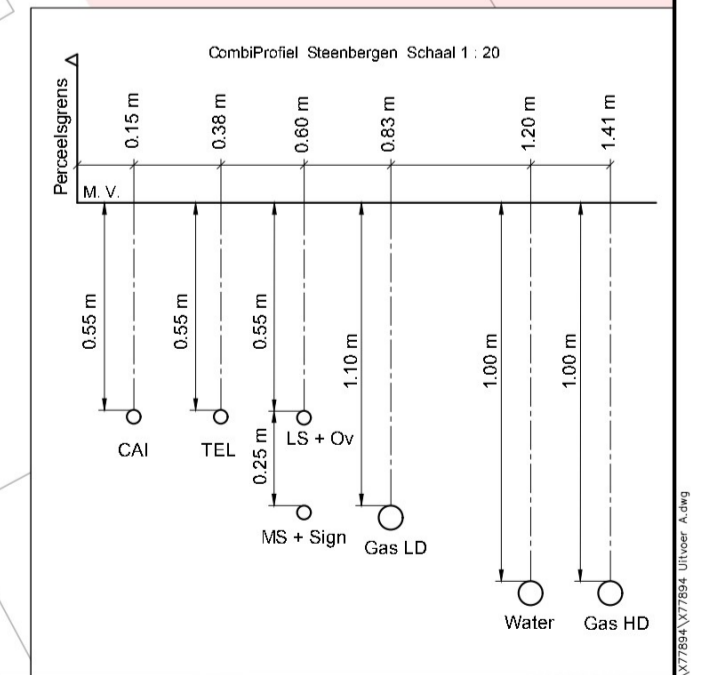 CombiProfiel Steenbergen Schaal 1 : 20
Perceelsgrens
0.15 m
0.38 m
0.60 m
0.83 m
1.20 m
1.41 m
M. V.
0.55 m
0.55 m
0.55 m
1.10 m
1.00 m
1.00 m
CAI
TEL
LS + Ov
0.25 m
MS + Sign
Gas LD
Water
Gas HD
X77894\X77894 Uitvoer A.dwg